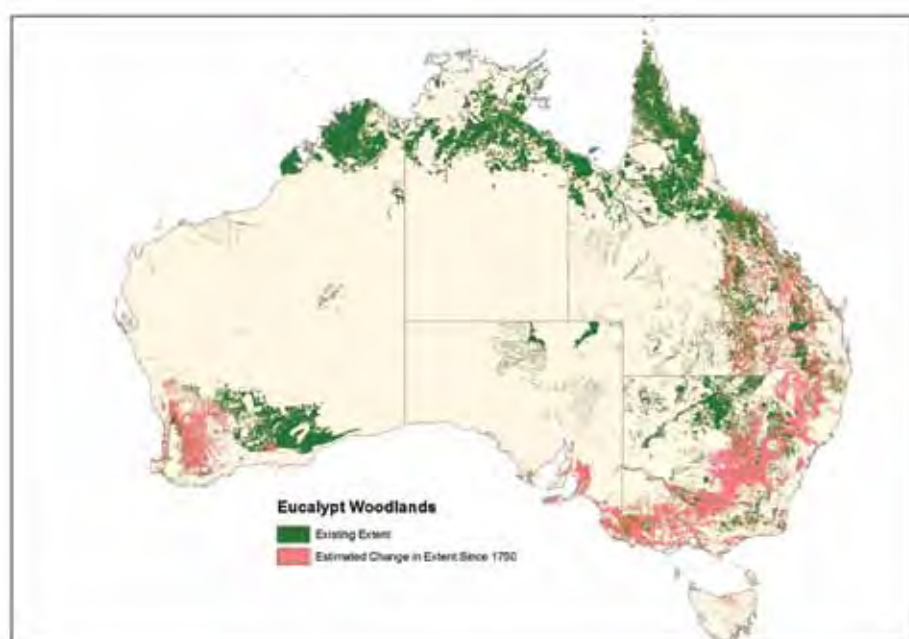 Eucalypt Woodlands
Existing Extent
Estimated Change in Extent Since 1750